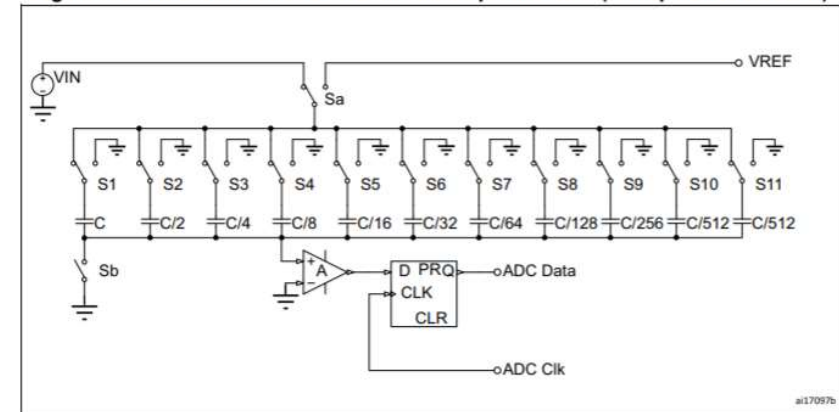 VREF
VIN
Sa
S1 S2 S3 S4 S5 S6 S7 S8 S9 S10 S11
C C/2 C/4 C/8 C/16 C/32 C/64 C/128 C/256 C/512 C/512
Sb
+ A −
D PRQ ADC Data
CLK
CLR
ADC Clk
ai17097b